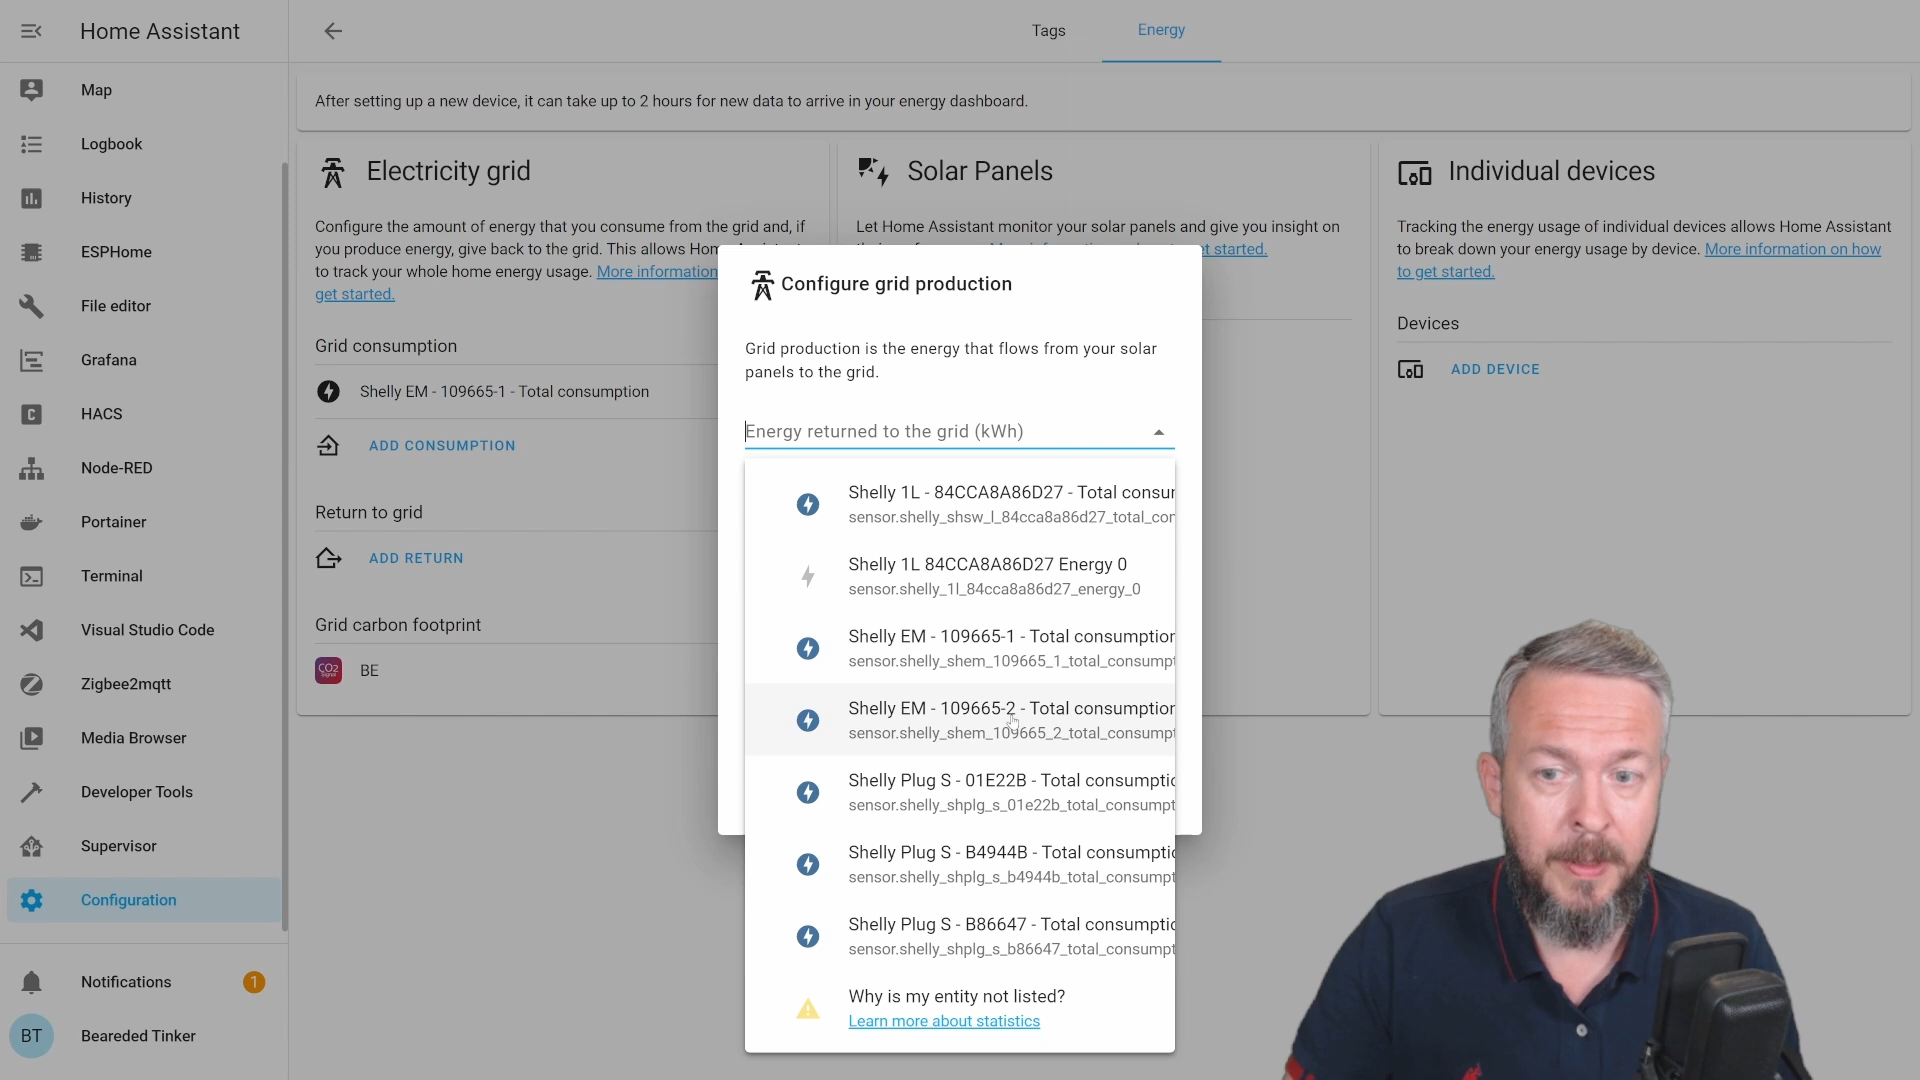 Home Assistant
Tags
Energy
Map
Logbook
History
ESPHome
File editor
Grafana
HACS
Node-RED
Portainer
Terminal
Visual Studio Code
Zigbee2mqtt
Media Browser
Developer Tools
Supervisor
Configuration
Notifications
1
BT
Bearded Tinker
After setting up a new device, it can take up to 2 hours for new data to arrive in your energy dashboard.
Electricity grid
Configure the amount of energy that you consume from the grid and, if
you produce energy, give back to the grid. This allows Home
to track your whole home energy usage. More information
get started.
Grid consumption
Shelly EM - 109665-1 - Total consumption
ADD CONSUMPTION
Return to grid
ADD RETURN
Grid carbon footprint
CO2
BE
Solar Panels
Let Home Assistant monitor your solar panels and give you insight on
t started.
Individual devices
Tracking the energy usage of individual devices allows Home Assistant
to break down your energy usage by device. More information on how
to get started.
Devices
ADD DEVICE
Configure grid production
Grid production is the energy that flows from your solar
panels to the grid.
Energy returned to the grid (kWh)
Shelly 1L - 84CCA8A86D27 - Total consu
sensor.shelly_shsw_l_84cca8a86d27_total_con
Shelly 1L 84CCA8A86D27 Energy 0
sensor.shelly_1l_84cca8a86d27_energy_0
Shelly EM - 109665-1 - Total consumption
sensor.shelly_shem_109665_1_total_consumpt
Shelly EM - 109665-2 - Total consumption
sensor.shelly_shem_109665_2_total_consumpt
Shelly Plug S - 01E22B - Total consumptio
sensor.shelly_shplg_s_01e22b_total_consumpt
Shelly Plug S - B4944B - Total consumptio
sensor.shelly_shplg_s_b4944b_total_consumpt
Shelly Plug S - B86647 - Total consumptio
sensor.shelly_shplg_s_b86647_total_consumpt
Why is my entity not listed?
Learn more about statistics